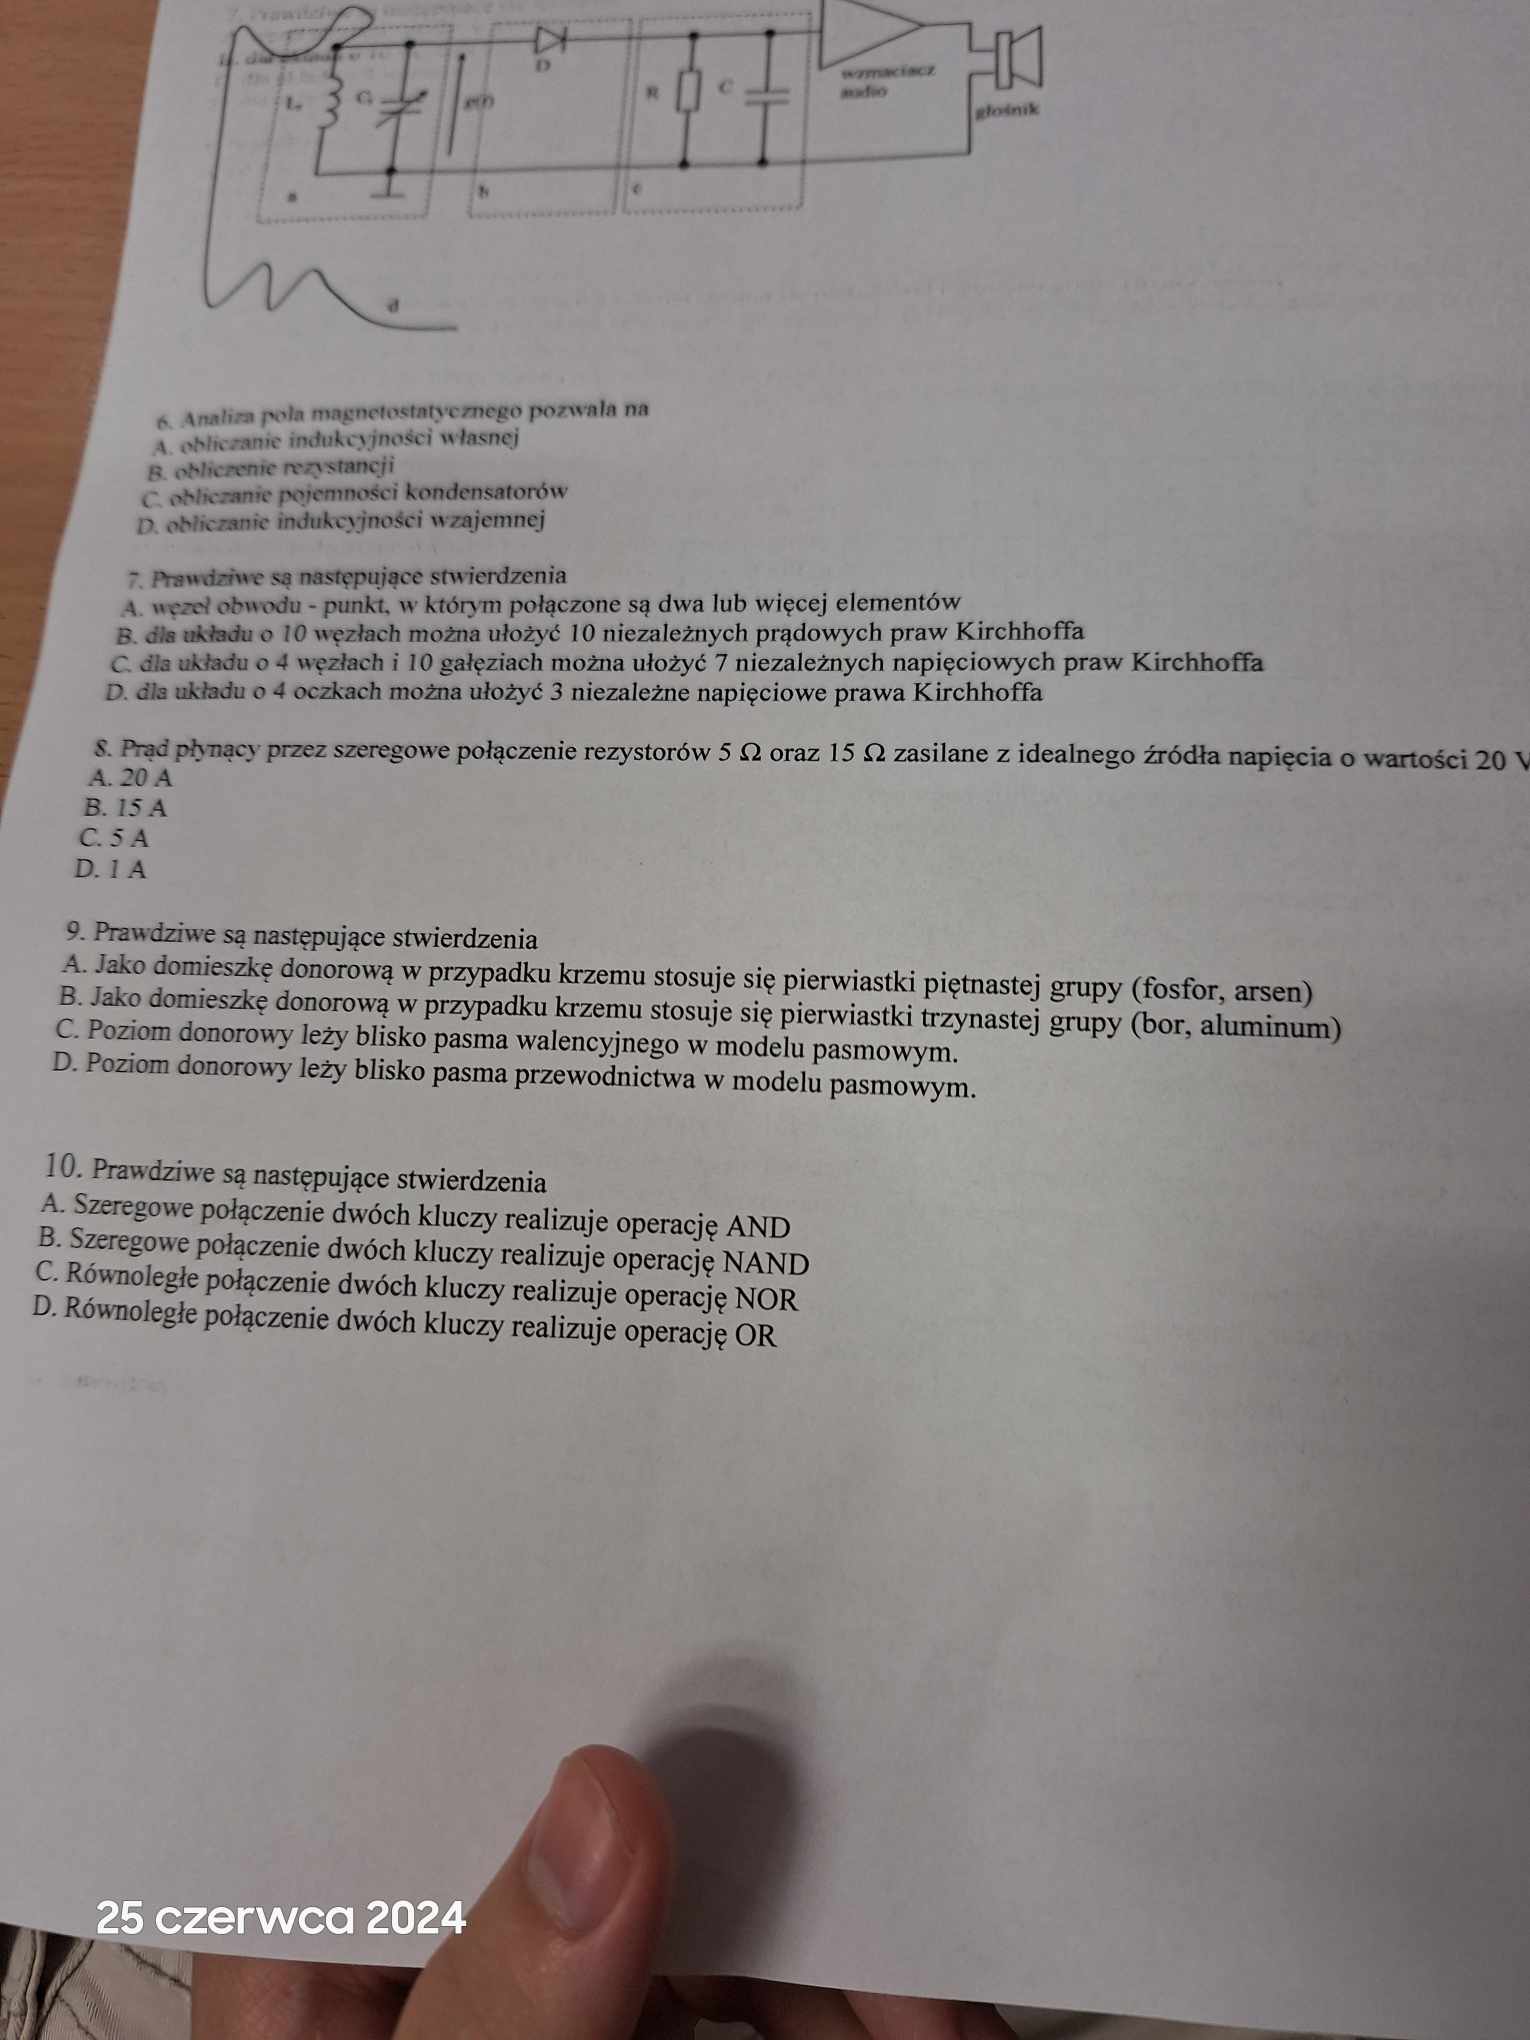 D
R
C
wzmacniacz
audio
głośnik
a
b
c
d
6. Analiza pola magnetostatycznego pozwala na
A. obliczanie indukcyjności własnej
B. obliczenie rezystancji
C. obliczanie pojemności kondensatorów
D. obliczanie indukcyjności wzajemnej
7. Prawdziwe są następujące stwierdzenia
A. węzeł obwodu - punkt, w którym połączone są dwa lub więcej elementów
B. dla układu o 10 węzłach można ułożyć 10 niezależnych prądowych praw Kirchhoffa
C. dla układu o 4 węzłach i 10 gałęziach można ułożyć 7 niezależnych napięciowych praw Kirchhoffa
D. dla układu o 4 oczkach można ułożyć 3 niezależne napięciowe prawa Kirchhoffa
8. Prąd płynący przez szeregowe połączenie rezystorów 5 Ω oraz 15 Ω zasilane z idealnego źródła napięcia o wartości 20 V
A. 20 A
B. 15 A
C. 5 A
D. 1 A
9. Prawdziwe są następujące stwierdzenia
A. Jako domieszkę donorową w przypadku krzemu stosuje się pierwiastki piętnastej grupy (fosfor, arsen)
B. Jako domieszkę donorową w przypadku krzemu stosuje się pierwiastki trzynastej grupy (bor, aluminum)
C. Poziom donorowy leży blisko pasma walencyjnego w modelu pasmowym.
D. Poziom donorowy leży blisko pasma przewodnictwa w modelu pasmowym.
10. Prawdziwe są następujące stwierdzenia
A. Szeregowe połączenie dwóch kluczy realizuje operację AND
B. Szeregowe połączenie dwóch kluczy realizuje operację NAND
C. Równoległe połączenie dwóch kluczy realizuje operację NOR
D. Równoległe połączenie dwóch kluczy realizuje operację OR
25 czerwca 2024